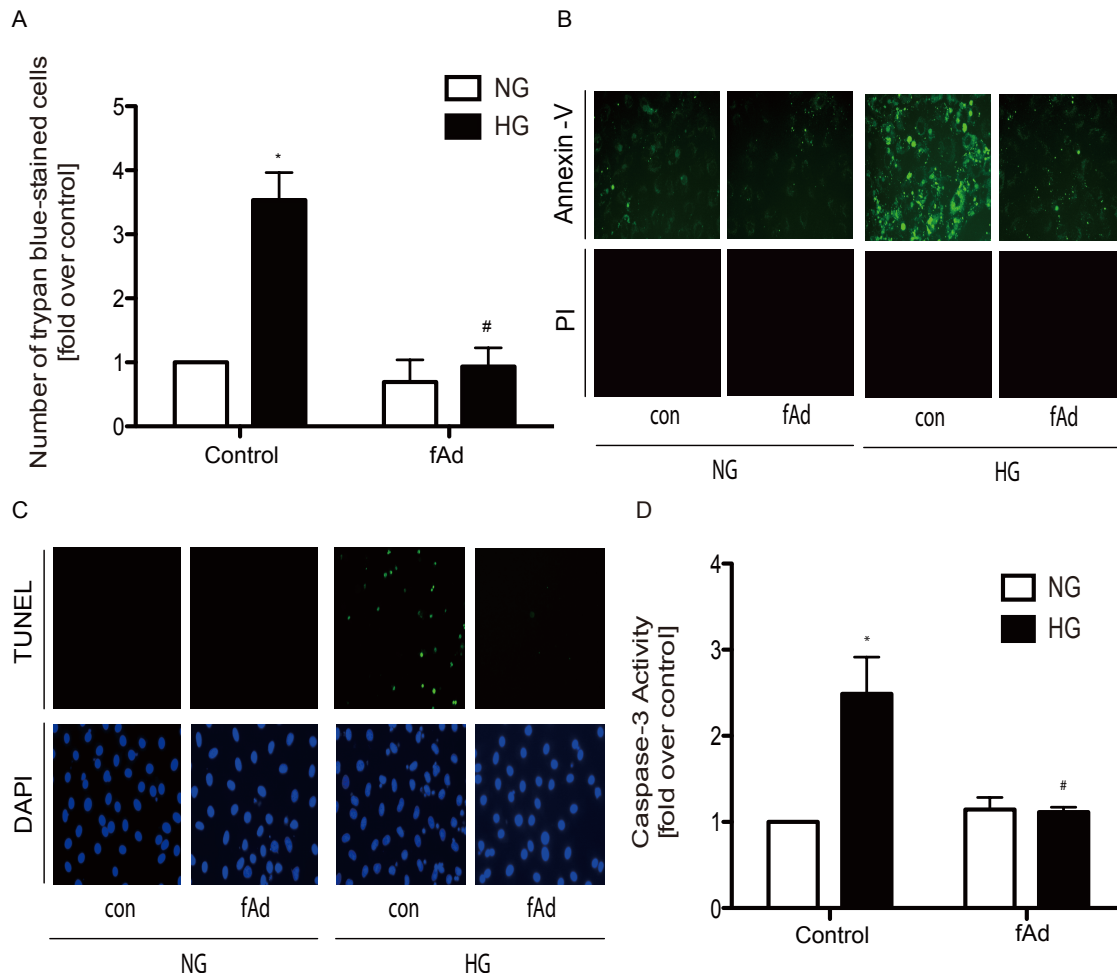 A
Number of trypan blue-stained cells
[fold over control]
5
4
3
2
1
0
NG
HG
*
#
Control
fAd
B
Annexin -V
PI
con
fAd
con
fAd
NG
HG
C
TUNEL
DAPI
con
fAd
con
fAd
NG
HG
D
Caspase-3 Activity
[fold over control]
4
3
2
1
0
NG
HG
*
#
Control
fAd